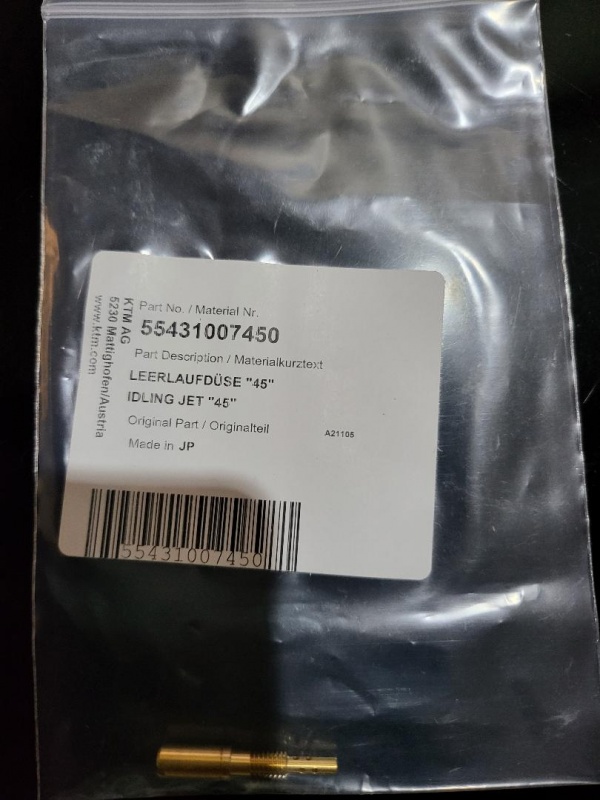 Part No. / Material Nr.
55431007450
Part Description / Materialkurztext
LEERLAUFDÜSE "45"
IDLING JET "45"
Original Part / Originalteil
A21105
Made in JP
KTM AG
5230 Mattighofen/Austria
www.ktm.com
55431007450